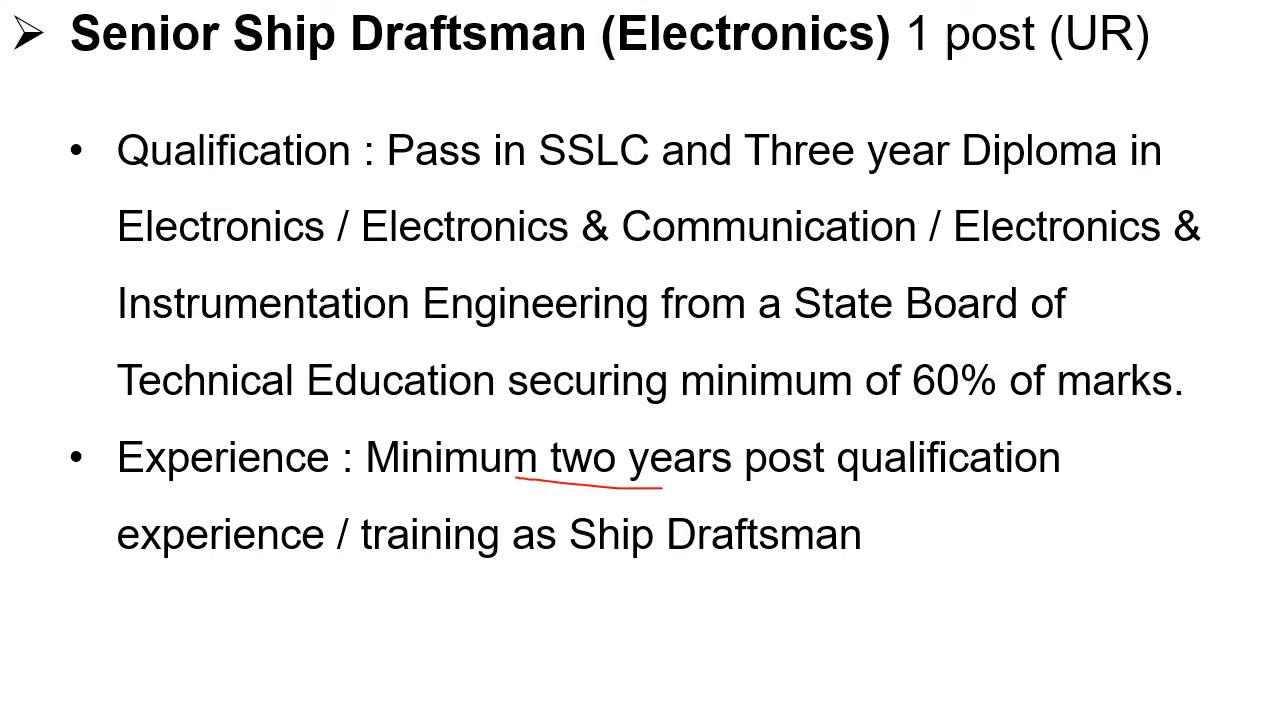 ➢ Senior Ship Draftsman (Electronics) 1 post (UR)
• Qualification : Pass in SSLC and Three year Diploma in
Electronics / Electronics & Communication / Electronics &
Instrumentation Engineering from a State Board of
Technical Education securing minimum of 60% of marks.
• Experience : Minimum two years post qualification
experience / training as Ship Draftsman